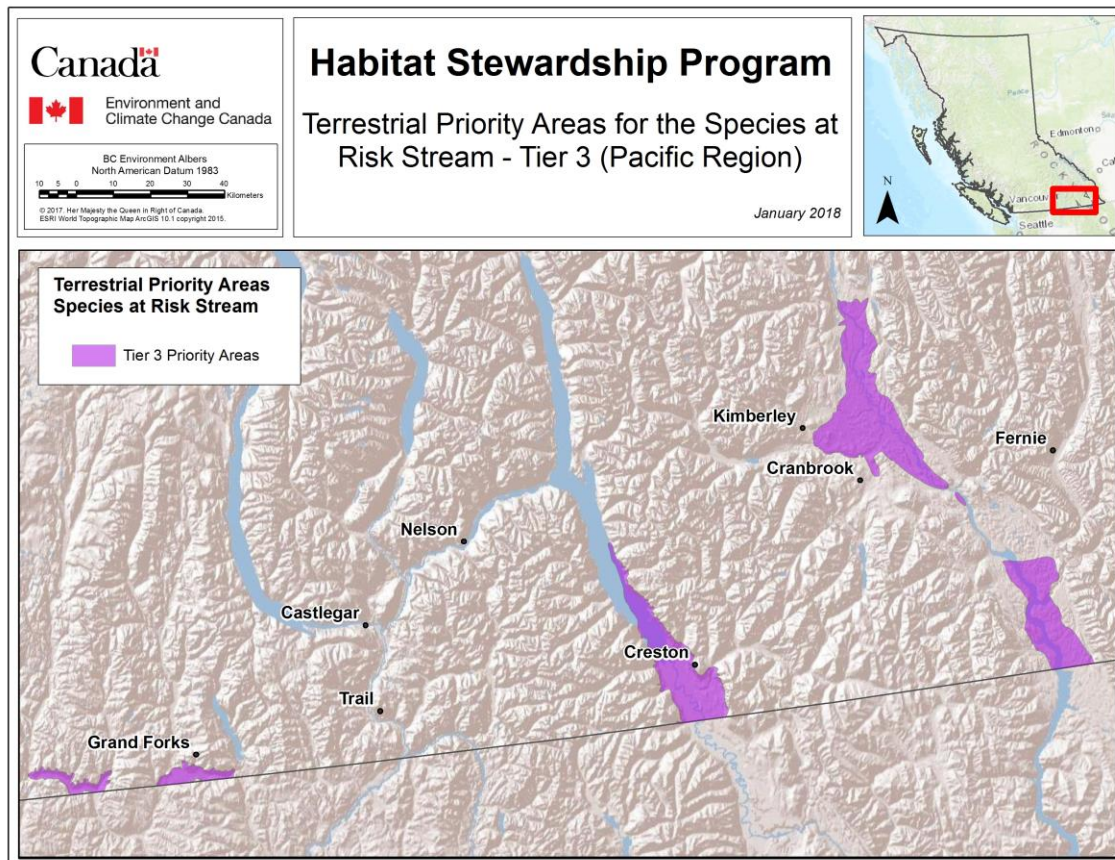 Canada
Environment and
Climate Change Canada
BC Environment Albers
North American Datum 1983
10 5 0 10 20 30 40
Kilometers
© 2017. Her Majesty the Queen in Right of Canada.
ESRI World Topographic Map ArcGIS 10.1 copyright 2015.
Habitat Stewardship Program
Terrestrial Priority Areas for the Species at
Risk Stream - Tier 3 (Pacific Region)
January 2018
Peace
Edmonton
ROCK
Vancouver
Seattle
N
Terrestrial Priority Areas
Species at Risk Stream
Tier 3 Priority Areas
Kimberley
Fernie
Cranbrook
Nelson
Castlegar
Creston
Trail
Grand Forks